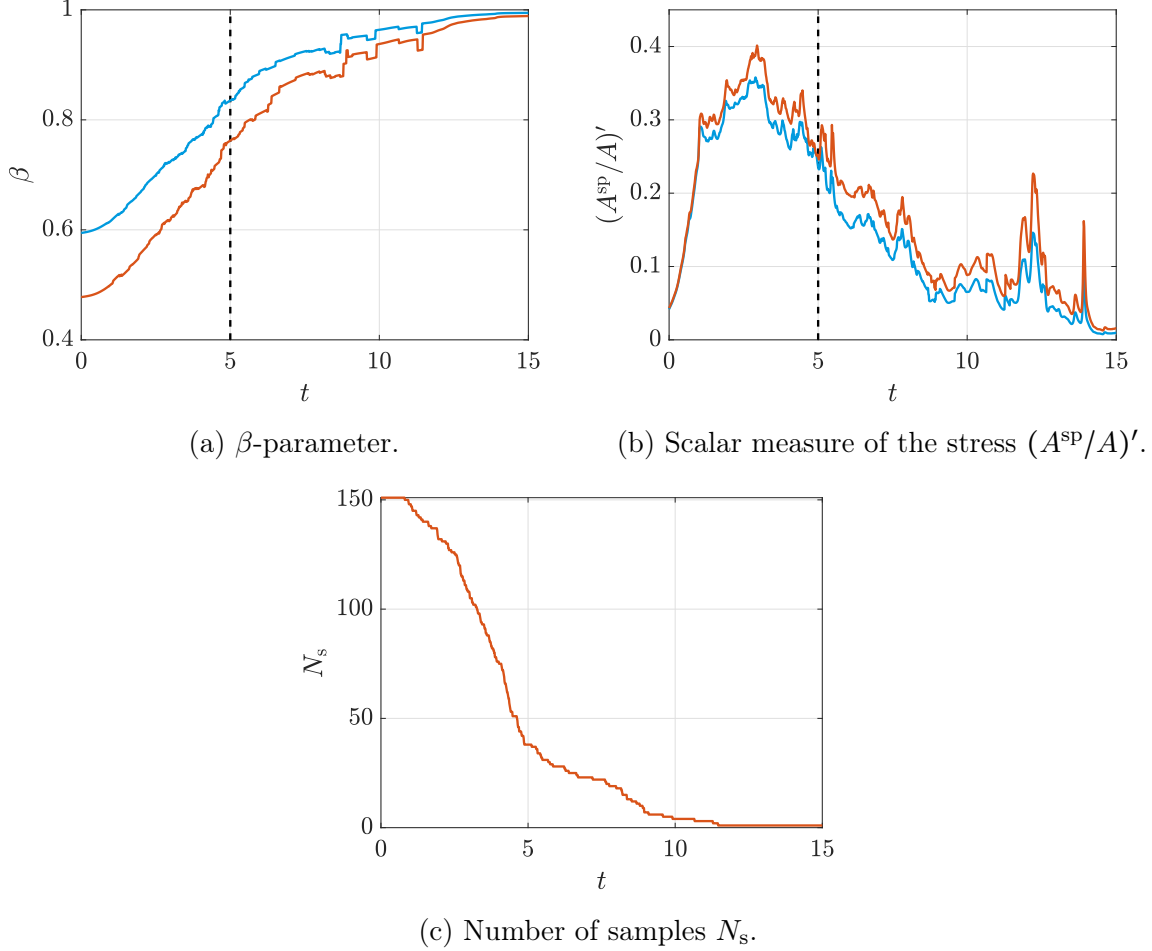 1
0.8
0.6
0.4
β
0 5 10 15
t
(a) β-parameter.
0.4
0.3
0.2
0.1
0
(A^sp/A)′
0 5 10 15
t
(b) Scalar measure of the stress (A^sp/A)′.
150
100
50
0
N_s
0 5 10 15
t
(c) Number of samples N_s.